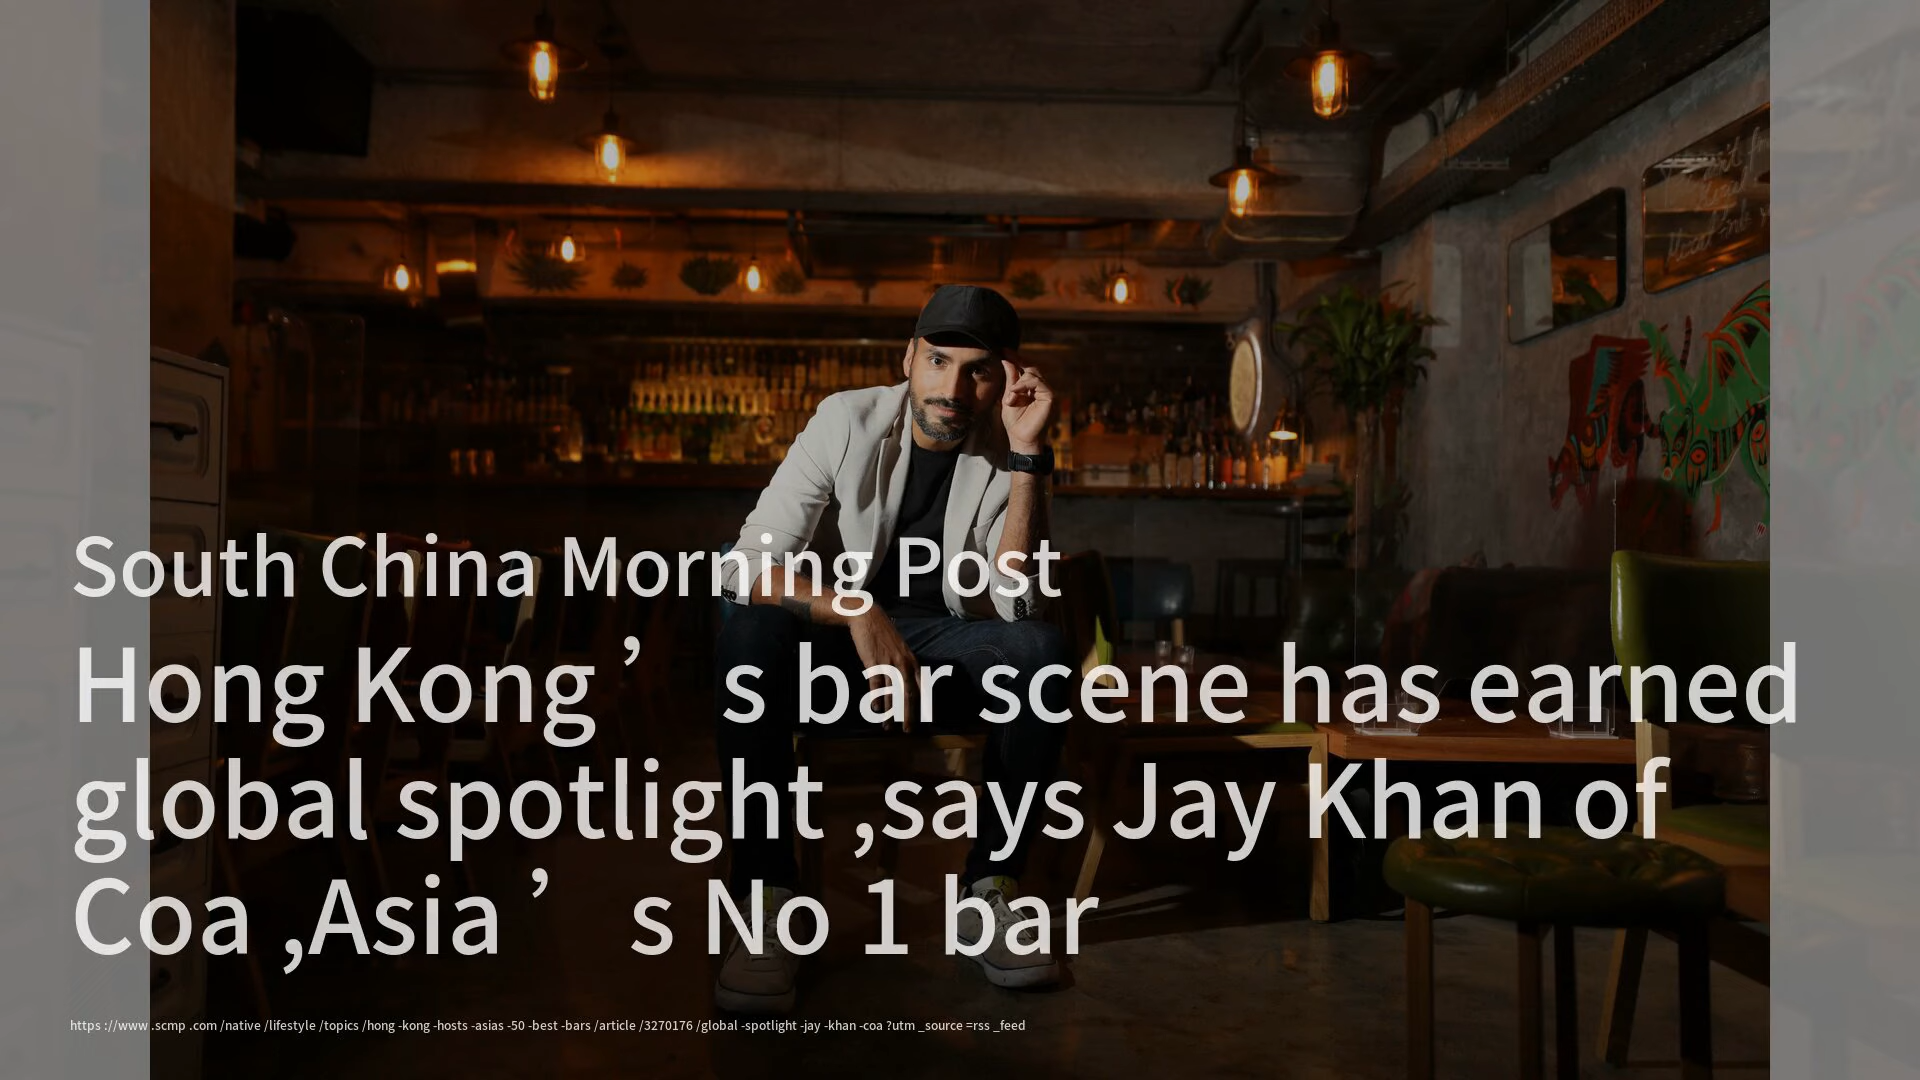 South China Morning Post
Hong Kong ’ s bar scene has earned
global spotlight ,says Jay Khan of
Coa ,Asia ’ s No 1 bar
https ://www .scmp .com /native /lifestyle /topics /hong -kong -hosts -asias -50 -best -bars /article /3270176 /global -spotlight -jay -khan -coa ?utm _source =rss _feed